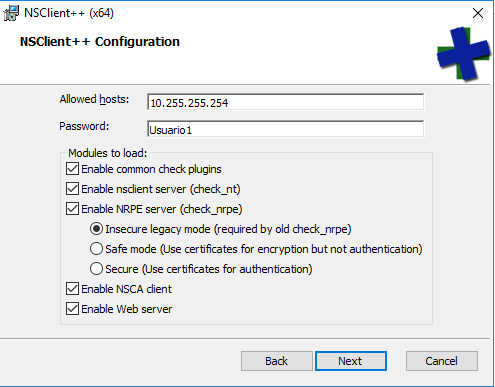 NSClient++ (x64)
NSClient++ Configuration
Allowed hosts: 10.255.255.254
Password: Usuario1
Modules to load:
Enable common check plugins
Enable nsclient server (check_nt)
Enable NRPE server (check_nrpe)
Insecure legacy mode (required by old check_nrpe)
Safe mode (Use certificates for encryption but not authentication)
Secure (Use certificates for authentication)
Enable NSCA client
Enable Web server
Back Next Cancel